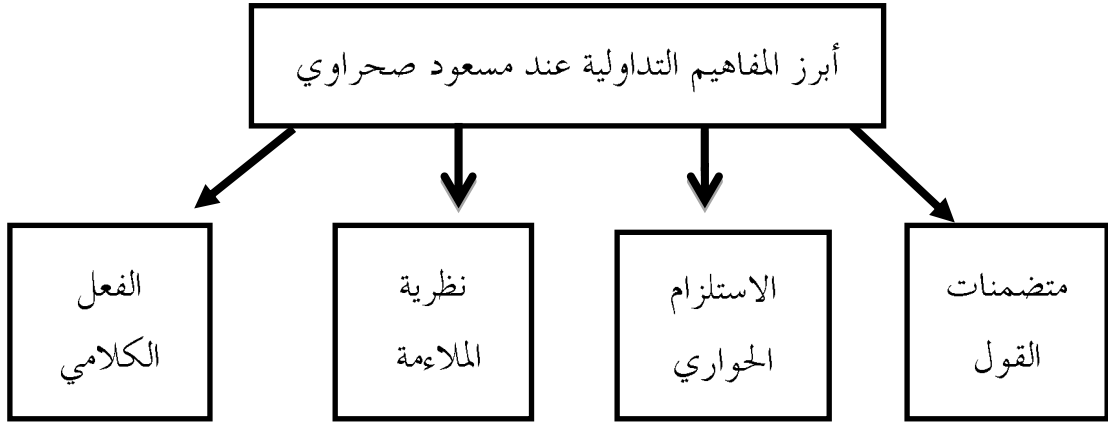 أبرز المفاهيم التداولية عند مسعود صحراوي
متضمنات
القول
الاستلزام
الحواري
نظرية
الملاءمة
الفعل
الكلامي